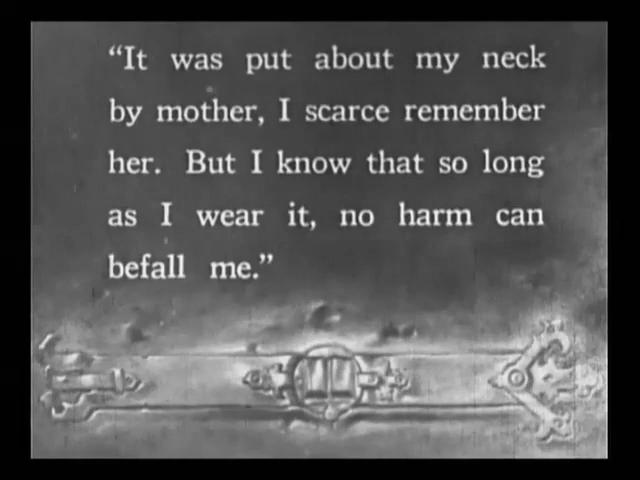 “It was put about my neck
by mother, I scarce remember
her. But I know that so long
as I wear it, no harm can
befall me.”